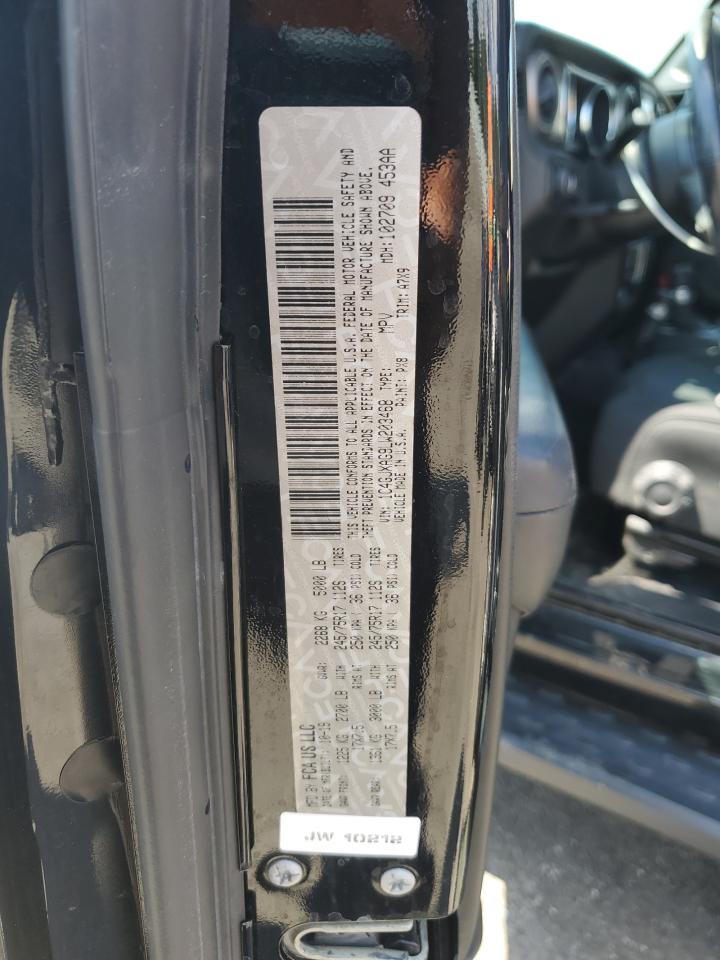 MFD BY FCA US LLC
DATE OF MFR 10-19 GVWR: 2268 KG 5000 LB
GAWR FRONT: 1225 KG 2700 LB WITH 245/75R17 112S TIRES
17X7.5 RIMS AT 250 KPA ( 36 PSI) COLD
GAWR REAR: 1361 KG 3000 LB WITH 245/75R17 112S TIRES
17X7.5 RIMS AT 250 KPA ( 36 PSI) COLD
THIS VEHICLE CONFORMS TO ALL APPLICABLE U.S.A. FEDERAL MOTOR VEHICLE SAFETY AND
THEFT PREVENTION STANDARDS IN EFFECT ON THE DATE OF MANUFACTURE SHOWN ABOVE.
VIN: 1C4GJXAG9LW203468 TYPE: MPV MDH: 102709 453AA
VEHICLE MADE IN U.S.A. PAINT: PX8 TRIM: A7X9
JW 10212